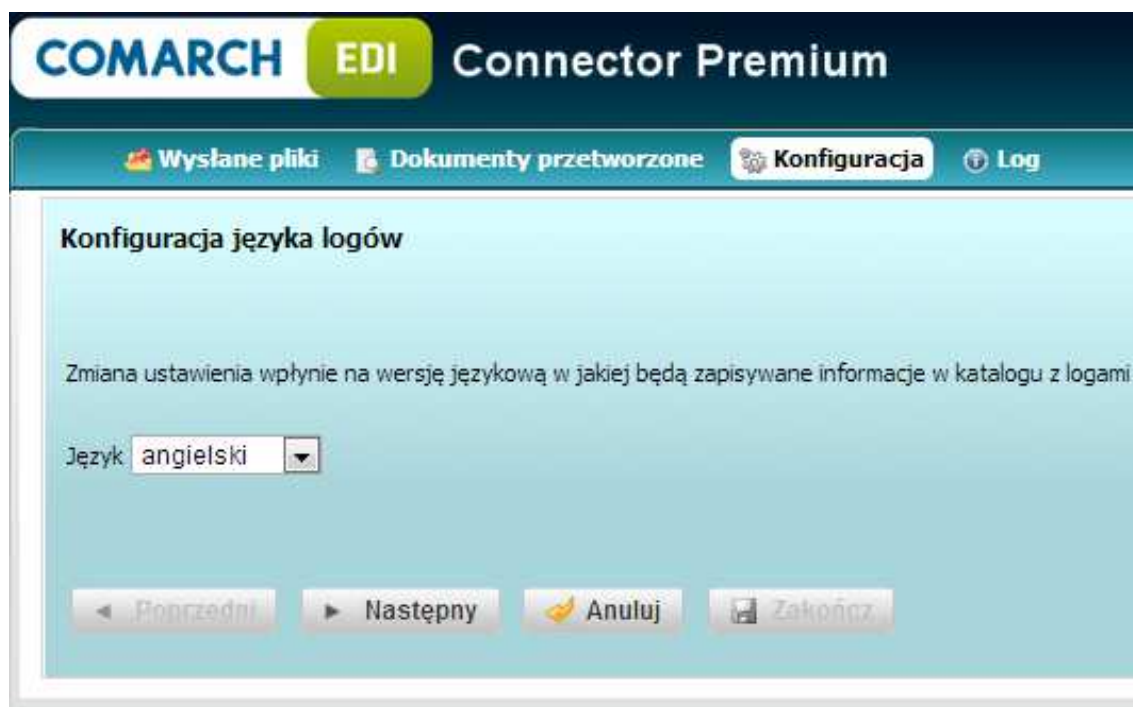 COMARCH EDI Connector Premium
Wysłane pliki Dokumenty przetworzone Konfiguracja Log
Konfiguracja języka logów
Zmiana ustawienia wpłynie na wersję językową w jakiej będą zapisywane informacje w katalogu z logami
Język angielski
Poprzedni Następny Anuluj Zakończ